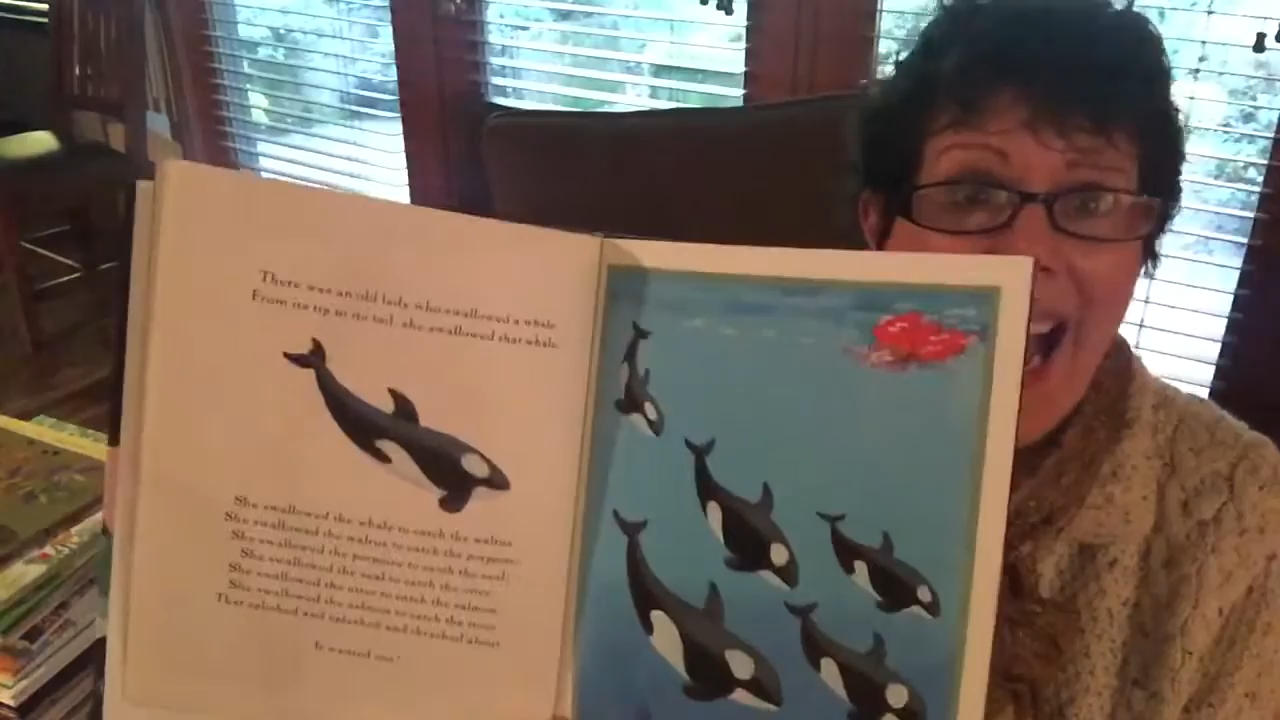 There was an old lady who swallowed a whale
From its tip to its tail, she swallowed that whale.
She swallowed the whale to catch the walrus
She swallowed the walrus to catch the porpoise
She swallowed the porpoise to catch the seal
She swallowed the seal to catch the otter
She swallowed the otter to catch the salmon
She swallowed the salmon to catch the trout
That splished and splashed and thrashed about
It wanted out!